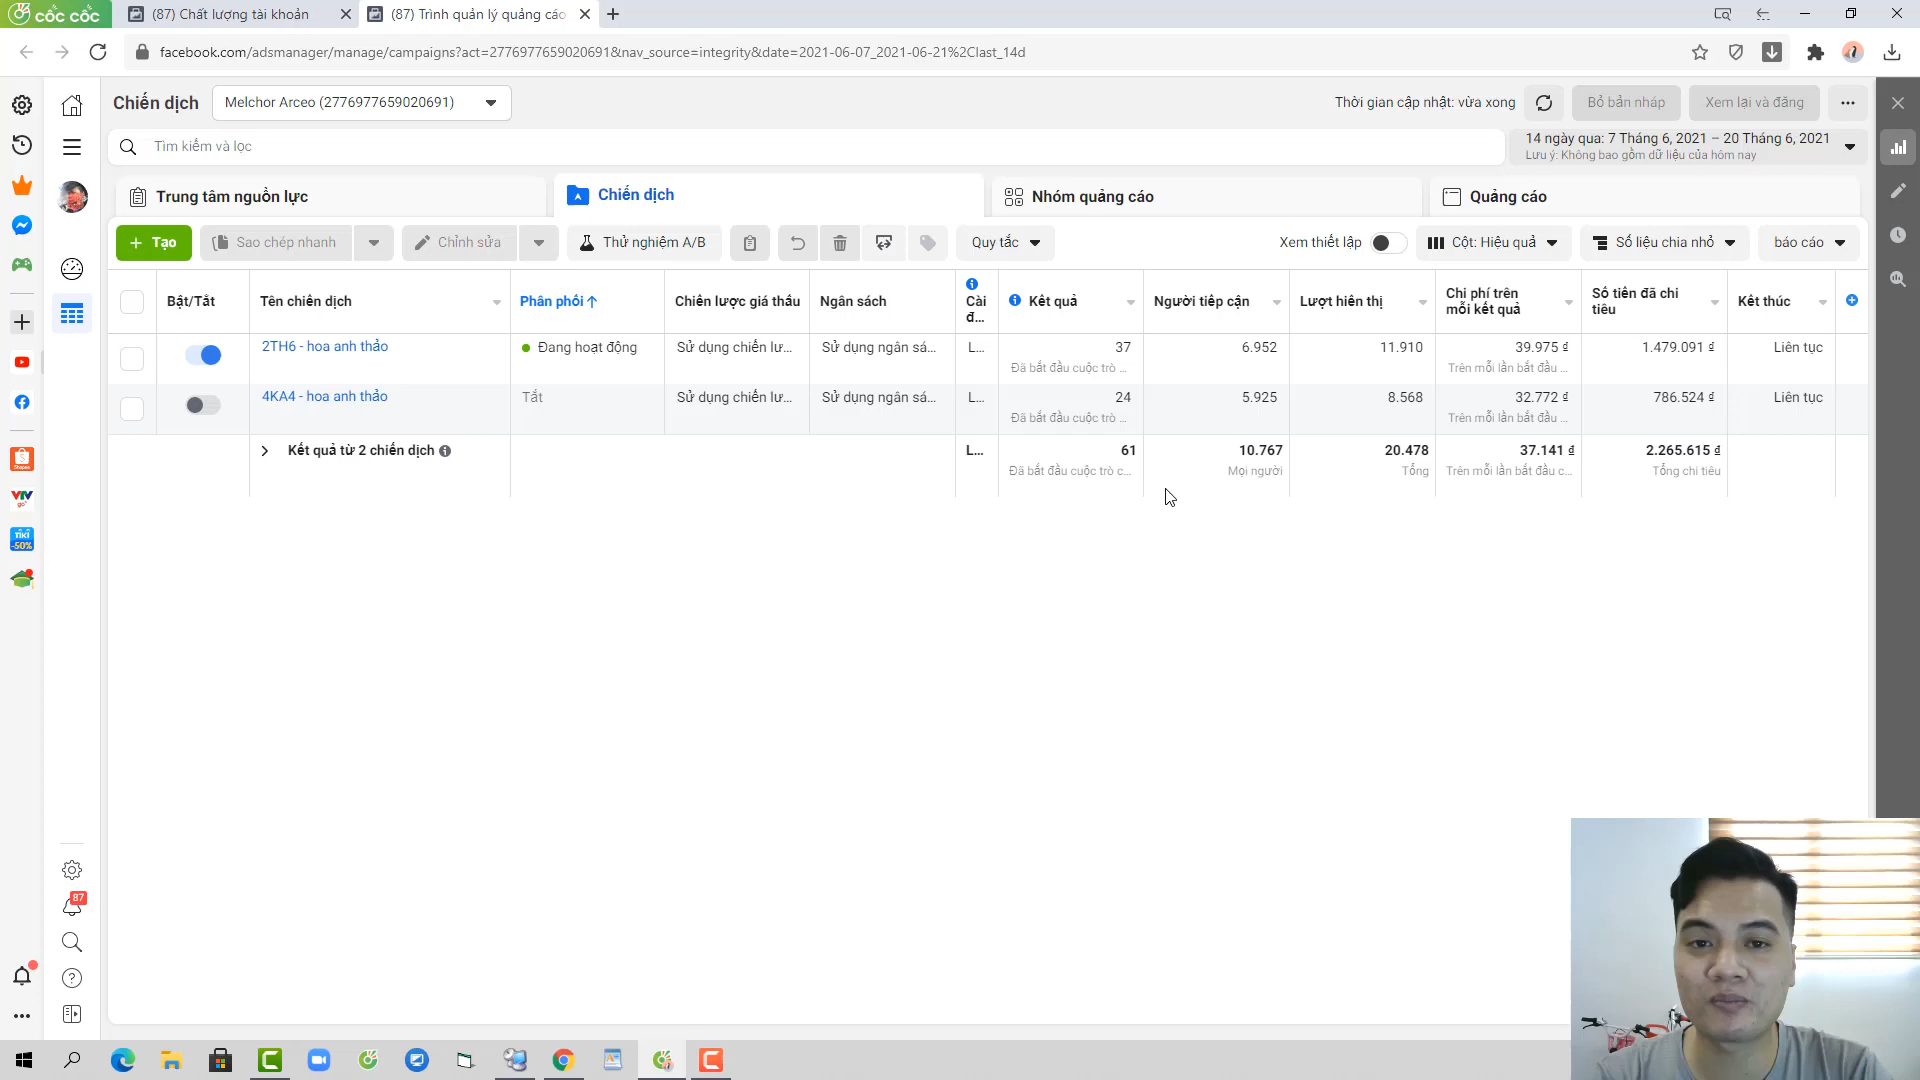 cốc cốc
(87) Chất lượng tài khoản
(87) Trình quản lý quảng cáo
facebook.com/adsmanager/manage/campaigns?act=2776977659020691&nav_source=integrity&date=2021-06-07_2021-06-21%2Clast_14d
Chiến dịch
Melchor Arceo (2776977659020691)
Thời gian cập nhật: vừa xong
Bỏ bản nháp
Xem lại và đăng
Tìm kiếm và lọc
14 ngày qua: 7 Tháng 6, 2021 – 20 Tháng 6, 2021
Lưu ý: Không bao gồm dữ liệu của hôm nay
Trung tâm nguồn lực
Chiến dịch
Nhóm quảng cáo
Quảng cáo
+ Tạo
Sao chép nhanh
Chỉnh sửa
Thử nghiệm A/B
Quy tắc
Xem thiết lập
Cột: Hiệu quả
Số liệu chia nhỏ
báo cáo
Bật/Tắt
Tên chiến dịch
Phân phối↑
Chiến lược giá thầu
Ngân sách
Cài
đ...
Kết quả
Người tiếp cận
Lượt hiển thị
Chi phí trên
mỗi kết quả
Số tiền đã chi
tiêu
Kết thúc
2TH6 - hoa anh thảo
Đang hoạt động
Sử dụng chiến lư...
Sử dụng ngân sá...
L...
37
Đã bắt đầu cuộc trò ...
6.952
11.910
39.975 ₫
Trên mỗi lần bắt đầu ...
1.479.091 ₫
Liên tục
4KA4 - hoa anh thảo
Tắt
Sử dụng chiến lư...
Sử dụng ngân sá...
L...
24
Đã bắt đầu cuộc trò ...
5.925
8.568
32.772 ₫
Trên mỗi lần bắt đầu ...
786.524 ₫
Liên tục
Kết quả từ 2 chiến dịch
L...
61
Đã bắt đầu cuộc trò c...
10.767
Mọi người
20.478
Tổng
37.141 ₫
Trên mỗi lần bắt đầu c...
2.265.615 ₫
Tổng chi tiêu
VTV
go
TIKI
-50%
87